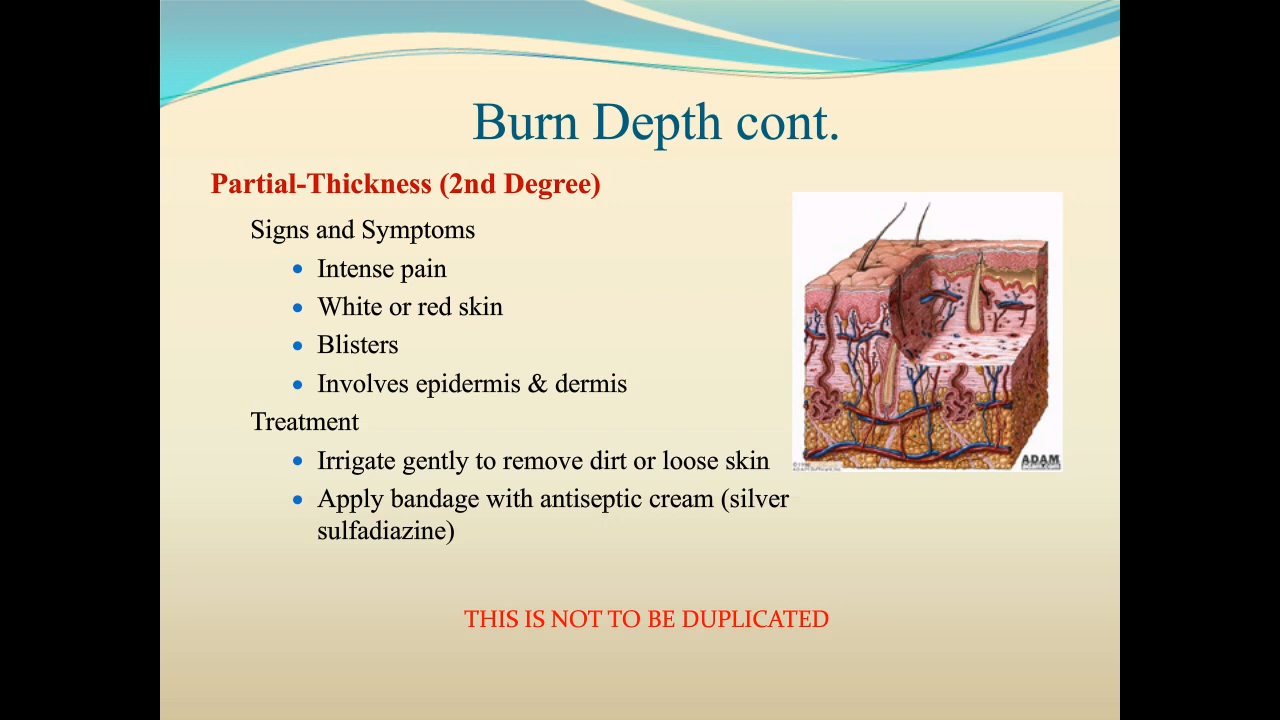 Burn Depth cont.
Partial-Thickness (2nd Degree)
Signs and Symptoms
• Intense pain
• White or red skin
• Blisters
• Involves epidermis & dermis
Treatment
• Irrigate gently to remove dirt or loose skin
• Apply bandage with antiseptic cream (silver
sulfadiazine)
ADAM
THIS IS NOT TO BE DUPLICATED